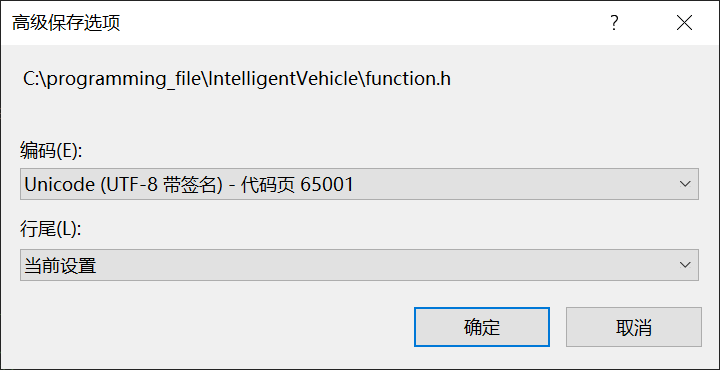 高级保存选项
C:\programming_file\IntelligentVehicle\function.h
编码(E):
Unicode (UTF-8 带签名) - 代码页 65001
行尾(L):
当前设置
确定 取消